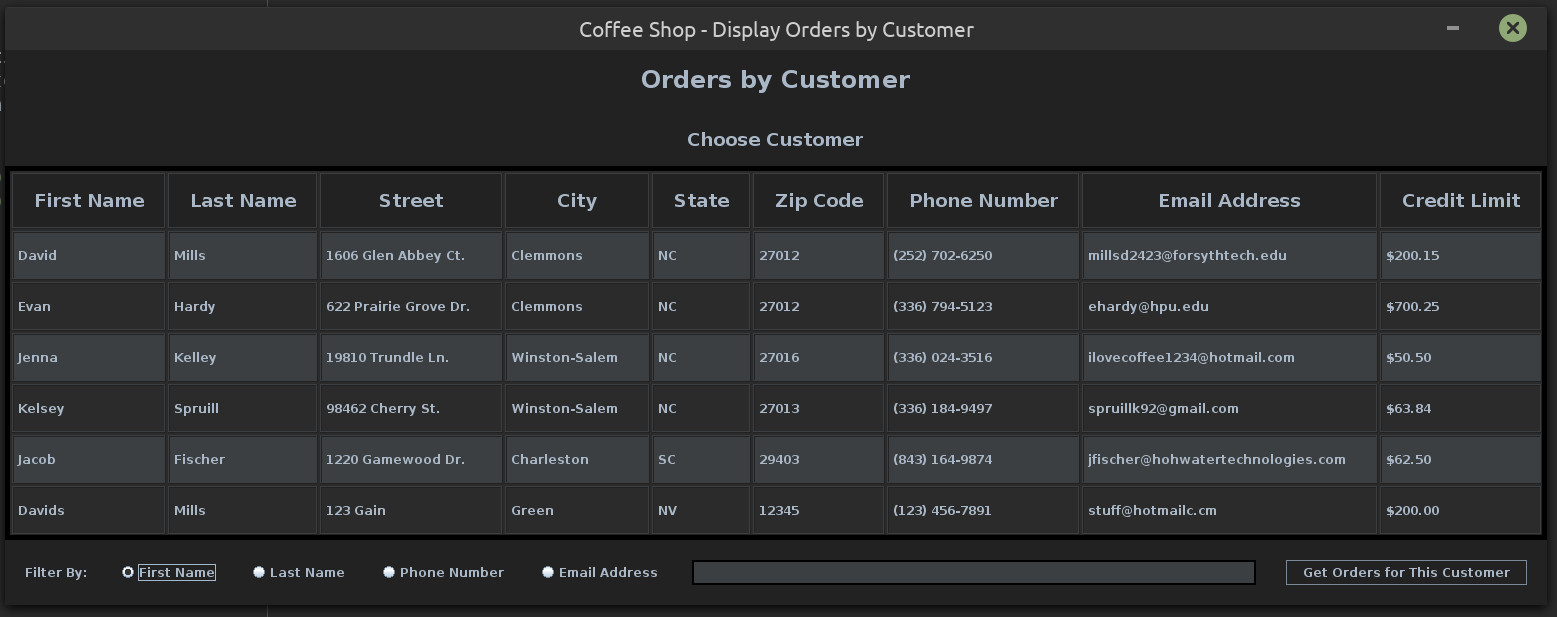 Coffee Shop - Display Orders by Customer
Orders by Customer
Choose Customer
First Name Last Name Street City State Zip Code Phone Number Email Address Credit Limit
David Mills 1606 Glen Abbey Ct. Clemmons NC 27012 (252) 702-6250 millsd2423@forsythtech.edu $200.15
Evan Hardy 622 Prairie Grove Dr. Clemmons NC 27012 (336) 794-5123 ehardy@hpu.edu $700.25
Jenna Kelley 19810 Trundle Ln. Winston-Salem NC 27016 (336) 024-3516 ilovecoffee1234@hotmail.com $50.50
Kelsey Spruill 98462 Cherry St. Winston-Salem NC 27013 (336) 184-9497 spruillk92@gmail.com $63.84
Jacob Fischer 1220 Gamewood Dr. Charleston SC 29403 (843) 164-9874 jfischer@hohwatertechnologies.com $62.50
Davids Mills 123 Gain Green NV 12345 (123) 456-7891 stuff@hotmailc.cm $200.00
Filter By: First Name Last Name Phone Number Email Address Get Orders for This Customer